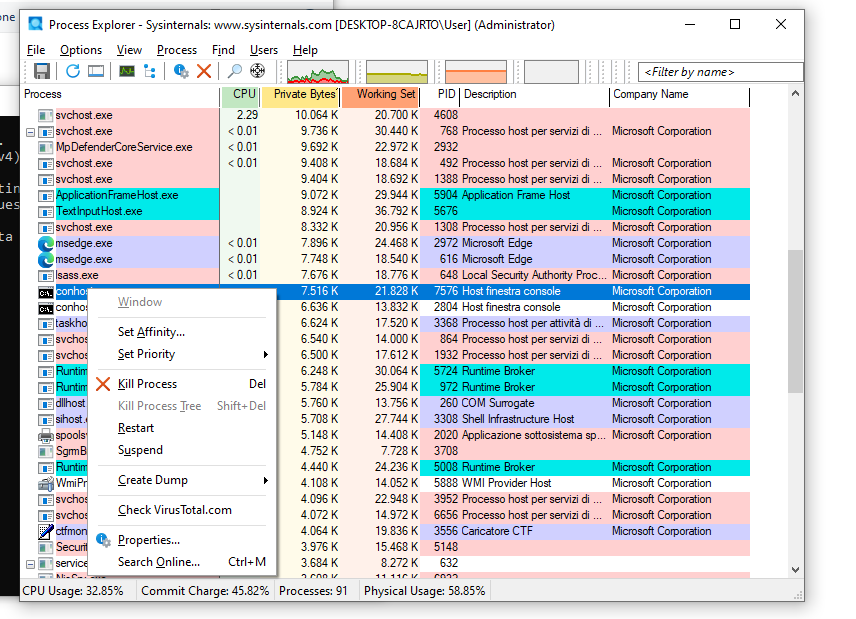 one
Process Explorer - Sysinternals: www.sysinternals.com [DESKTOP-8CAJRTO\User] (Administrator)
File Options View Process Find Users Help
<Filter by name>
Process CPU Private Bytes Working Set PID Description Company Name
svchost.exe 2.29 10.064 K 20.700 K 4608
svchost.exe < 0.01 9.736 K 30.440 K 768 Processo host per servizi di ... Microsoft Corporation
MpDefenderCoreService.exe < 0.01 9.692 K 22.972 K 2932
svchost.exe < 0.01 9.408 K 18.684 K 492 Processo host per servizi di ... Microsoft Corporation
svchost.exe 9.404 K 18.692 K 1388 Processo host per servizi di ... Microsoft Corporation
ApplicationFrameHost.exe 9.072 K 29.944 K 5904 Application Frame Host Microsoft Corporation
TextInputHost.exe 8.924 K 36.792 K 5676 Microsoft Corporation
svchost.exe 8.332 K 20.956 K 1308 Processo host per servizi di ... Microsoft Corporation
msedge.exe < 0.01 7.896 K 24.468 K 2972 Microsoft Edge Microsoft Corporation
msedge.exe < 0.01 7.748 K 18.540 K 616 Microsoft Edge Microsoft Corporation
lsass.exe < 0.01 7.676 K 18.776 K 648 Local Security Authority Proc... Microsoft Corporation
conhos 7.516 K 21.828 K 7576 Host finestra console Microsoft Corporation
conhos 6.636 K 13.832 K 2804 Host finestra console Microsoft Corporation
taskho 6.624 K 17.520 K 3368 Processo host per attività di ... Microsoft Corporation
svchos 6.540 K 14.000 K 864 Processo host per servizi di ... Microsoft Corporation
svchos 6.500 K 17.612 K 1932 Processo host per servizi di ... Microsoft Corporation
Runtim 6.248 K 30.064 K 5724 Runtime Broker Microsoft Corporation
Runtim 5.784 K 25.904 K 972 Runtime Broker Microsoft Corporation
dllhost 5.760 K 13.756 K 260 COM Surrogate Microsoft Corporation
sihost.e 5.708 K 27.744 K 3308 Shell Infrastructure Host Microsoft Corporation
spoolsv 5.148 K 14.408 K 2020 Applicazione sottosistema sp... Microsoft Corporation
SgrmB 4.752 K 7.728 K 3708
Runtim 4.440 K 24.236 K 5008 Runtime Broker Microsoft Corporation
WmiPr 4.108 K 14.052 K 5888 WMI Provider Host Microsoft Corporation
svchos 4.096 K 22.948 K 3952 Processo host per servizi di ... Microsoft Corporation
svchos 4.072 K 14.972 K 6656 Processo host per servizi di ... Microsoft Corporation
ctfmon 4.064 K 19.836 K 3556 Caricatore CTF Microsoft Corporation
Securit 3.976 K 15.468 K 5148
service 3.684 K 8.272 K 632
Window
Set Affinity...
Set Priority
Kill Process Del
Kill Process Tree Shift+Del
Restart
Suspend
Create Dump
Check VirusTotal.com
Properties...
Search Online... Ctrl+M
CPU Usage: 32.85% Commit Charge: 45.82% Processes: 91 Physical Usage: 58.85%
v4)
tin
ues
ta